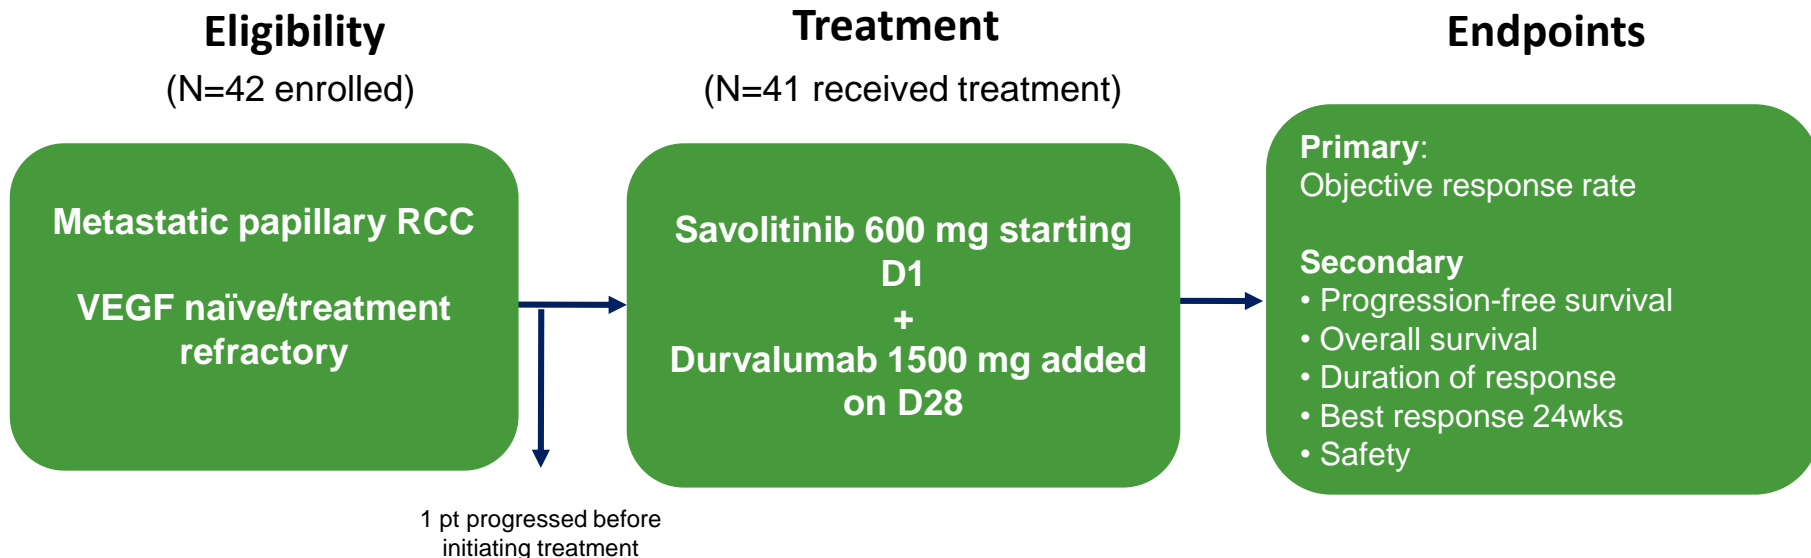 Eligibility
(N=42 enrolled)
Metastatic papillary RCC
VEGF naïve/treatment
refractory
1 pt progressed before
initiating treatment
Treatment
(N=41 received treatment)
Savolitinib 600 mg starting
D1
+
Durvalumab 1500 mg added
on D28
Endpoints
Primary:
Objective response rate
Secondary
• Progression-free survival
• Overall survival
• Duration of response
• Best response 24wks
• Safety